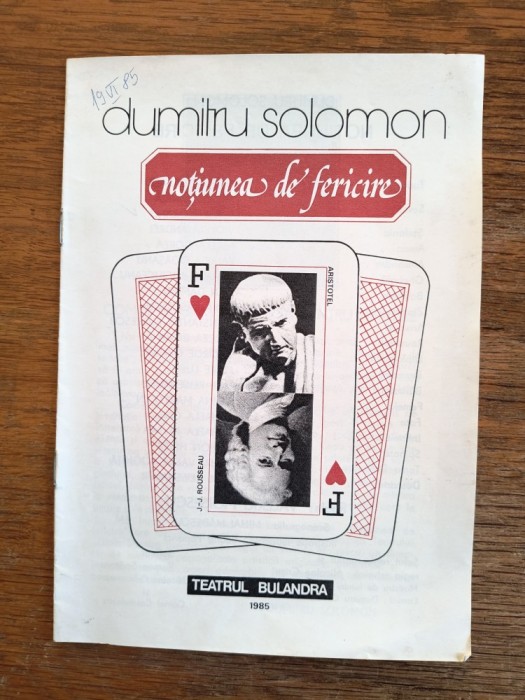 19 VI 85
dumitru solomon
noțiunea de fericire
F
ARISTOTEL
J.-J. ROUSSEAU
F
TEATRUL BULANDRA
1985